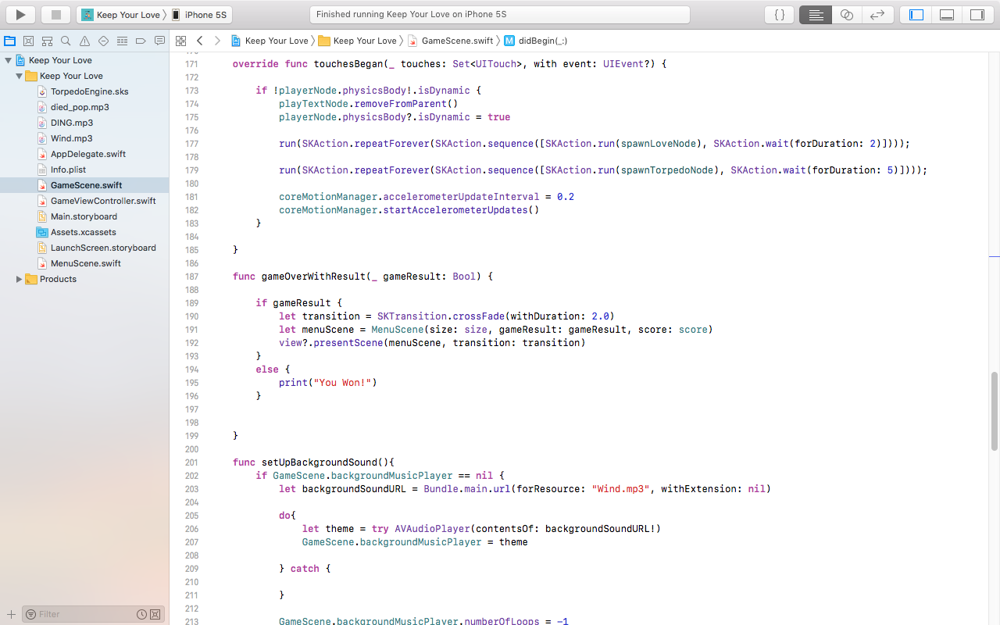 Keep Your Love
iPhone 5S
Finished running Keep Your Love on iPhone 5S
{}
Keep Your Love
Keep Your Love
GameScene.swift
M
didBegin(_:)
Keep Your Love
Keep Your Love
TorpedoEngine.sks
died_pop.mp3
DING.mp3
Wind.mp3
AppDelegate.swift
Info.plist
GameScene.swift
GameViewController.swift
Main.storyboard
Assets.xcassets
LaunchScreen.storyboard
MenuScene.swift
Products
Filter
171 override func touchesBegan(_ touches: Set<UITouch>, with event: UIEvent?) {
172
173 if !playerNode.physicsBody!.isDynamic {
174 playTextNode.removeFromParent()
175 playerNode.physicsBody?.isDynamic = true
176
177 run(SKAction.repeatForever(SKAction.sequence([SKAction.run(spawnLoveNode), SKAction.wait(forDuration: 2)])));
178
179 run(SKAction.repeatForever(SKAction.sequence([SKAction.run(spawnTorpedoNode), SKAction.wait(forDuration: 5)])));
180
181 coreMotionManager.accelerometerUpdateInterval = 0.2
182 coreMotionManager.startAccelerometerUpdates()
183 }
184
185 }
186
187 func gameOverWithResult(_ gameResult: Bool) {
188
189 if gameResult {
190 let transition = SKTransition.crossFade(withDuration: 2.0)
191 let menuScene = MenuScene(size: size, gameResult: gameResult, score: score)
192 view?.presentScene(menuScene, transition: transition)
193 }
194 else {
195 print("You Won!")
196 }
197
198
199 }
200
201 func setUpBackgroundSound(){
202 if GameScene.backgroundMusicPlayer == nil {
203 let backgroundSoundURL = Bundle.main.url(forResource: "Wind.mp3", withExtension: nil)
204
205 do{
206 let theme = try AVAudioPlayer(contentsOf: backgroundSoundURL!)
207 GameScene.backgroundMusicPlayer = theme
208
209 } catch {
210
211 }
212
213 GameScene.backgroundMusicPlayer.numberOfLoops = -1